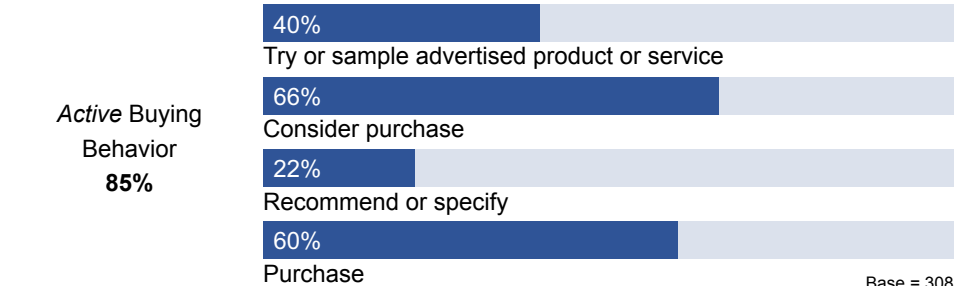 Active Buying
Behavior
85%
40%
Try or sample advertised product or service
66%
Consider purchase
22%
Recommend or specify
60%
Purchase
Base = 308